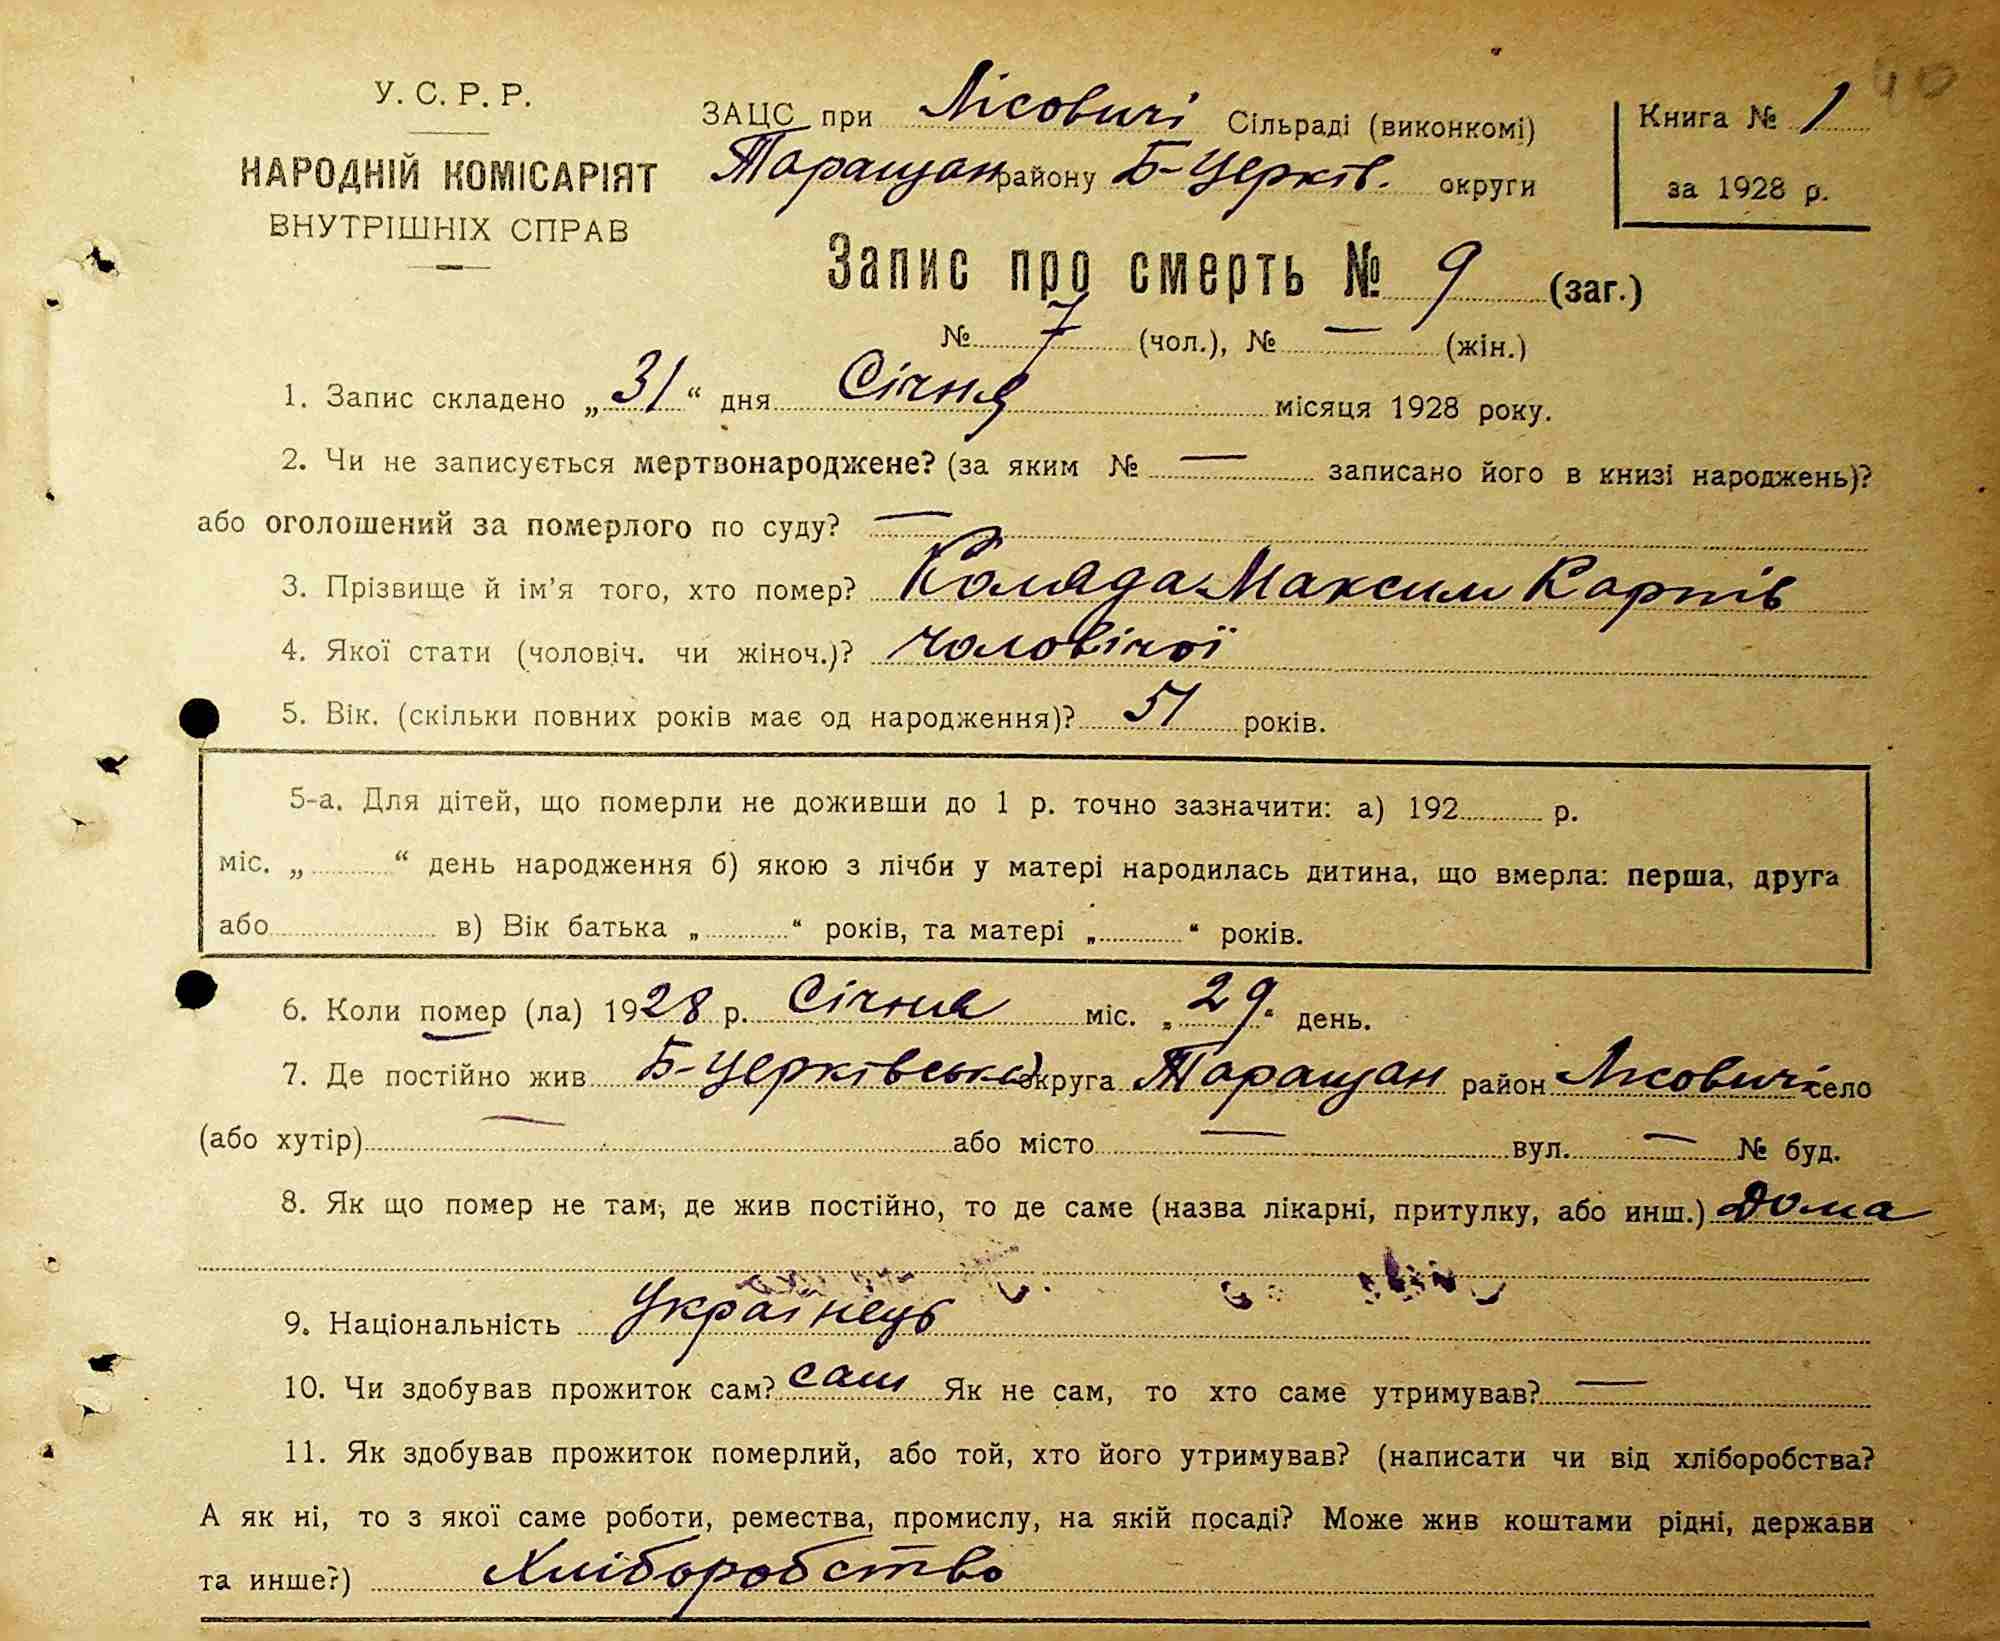 У. С. Р. Р.
НАРОДНІЙ КОМІСАРІЯТ
ВНУТРІШНІХ СПРАВ
ЗАЦС при Лісовичі Сільраді (виконкомі)
Таращан району Б-Церків. округи
Книга № 1
за 1928 р.
40
Запис про смерть № 9 (заг.)
№ 7 (чол.), № — (жін.)
1. Запис складено „31“ дня Січня місяця 1928 року.
2. Чи не записується мертвонароджене? (за яким № — записано його в книзі народжень)?
або оголошений за померлого по суду? —
3. Прізвище й ім’я того, хто помер? Коляда Максим Карпів
4. Якої стати (чоловіч. чи жіноч.)? чоловічої
5. Вік. (скільки повних років має од народження)? 51 років.
5-а. Для дітей, що померли не доживши до 1 р. точно зазначити: а) 192 р.
міс. „ “ день народження б) якою з лічби у матері народилась дитина, що вмерла: перша, друга
або в) Вік батька „ “ років, та матері „ “ років.
6. Коли помер (ла) 1928 р. Січня міс. „29“ день.
7. Де постійно жив Б-Церківська округа Таращан район Лісовичі село
(або хутір) — або місто — вул. — № буд.
8. Як що помер не там, де жив постійно, то де саме (назва лікарні, притулку, або инш.) Дома
9. Національність Українець
10. Чи здобував прожиток сам? сам Як не сам, то хто саме утримував? —
11. Як здобував прожиток померлий, або той, хто його утримував? (написати чи від хліборобства?
А як ні, то з якої саме роботи, ремества, промислу, на якій посаді? Може жив коштами рідні, держави
та инше?) Хліборобство